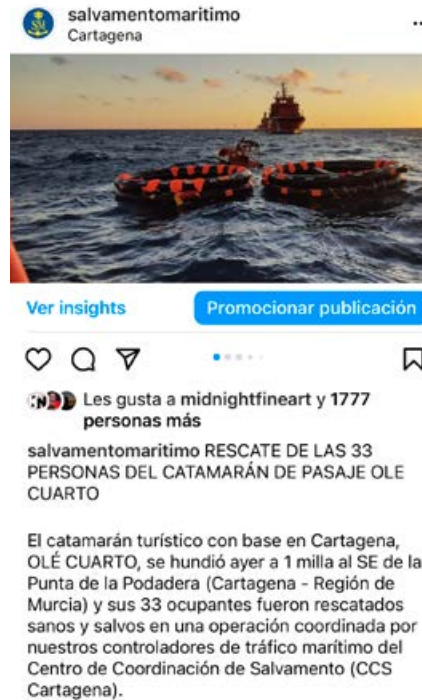 salvamentomaritimo
Cartagena
Ver insights
Promocionar publicación
Les gusta a midnightfineart y 1777
personas más
salvamentomaritimo RESCATE DE LAS 33
PERSONAS DEL CATAMARÁN DE PASAJE OLE
CUARTO
El catamarán turístico con base en Cartagena,
OLÉ CUARTO, se hundió ayer a 1 milla al SE de la
Punta de la Podadera (Cartagena - Región de
Murcia) y sus 33 ocupantes fueron rescatados
sanos y salvos en una operación coordinada por
nuestros controladores de tráfico marítimo del
Centro de Coordinación de Salvamento (CCS
Cartagena).